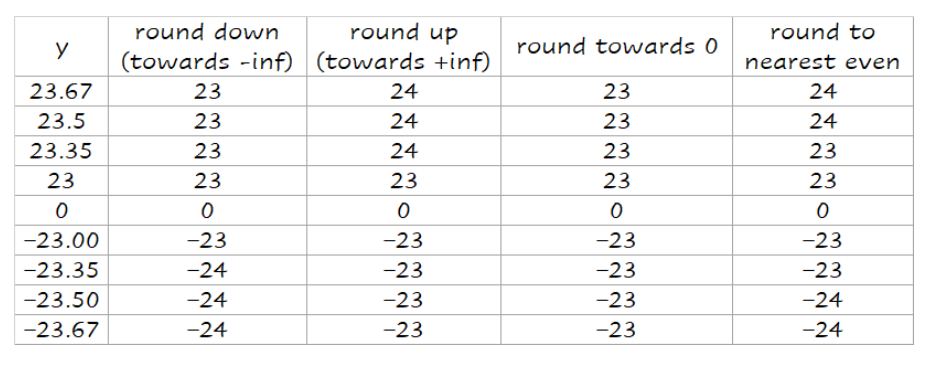 y round down (towards -inf) round up (towards +inf) round towards 0 round to nearest even
23.67 23 24 23 24
23.5 23 24 23 24
23.35 23 24 23 23
23 23 23 23 23
0 0 0 0 0
−23.00 −23 −23 −23 −23
−23.35 −24 −23 −23 −23
−23.50 −24 −23 −23 −24
−23.67 −24 −23 −23 −24